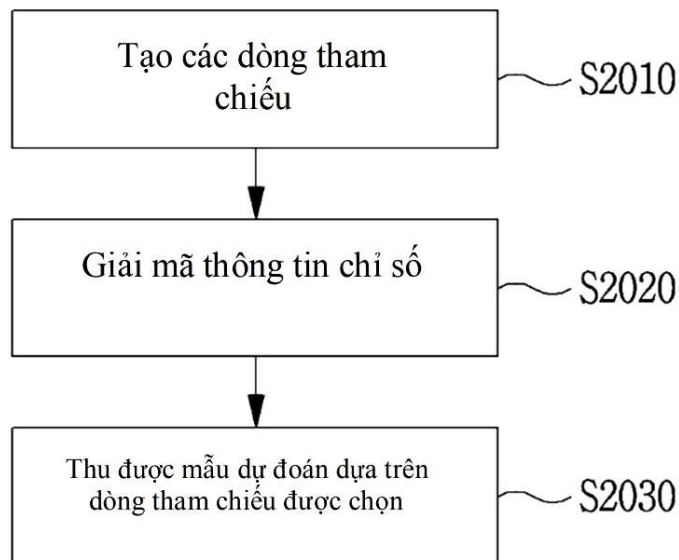 Tạo các dòng tham
chiếu
S2010
Giải mã thông tin chỉ số
S2020
Thu được mẫu dự đoán dựa trên
dòng tham chiếu được chọn
S2030